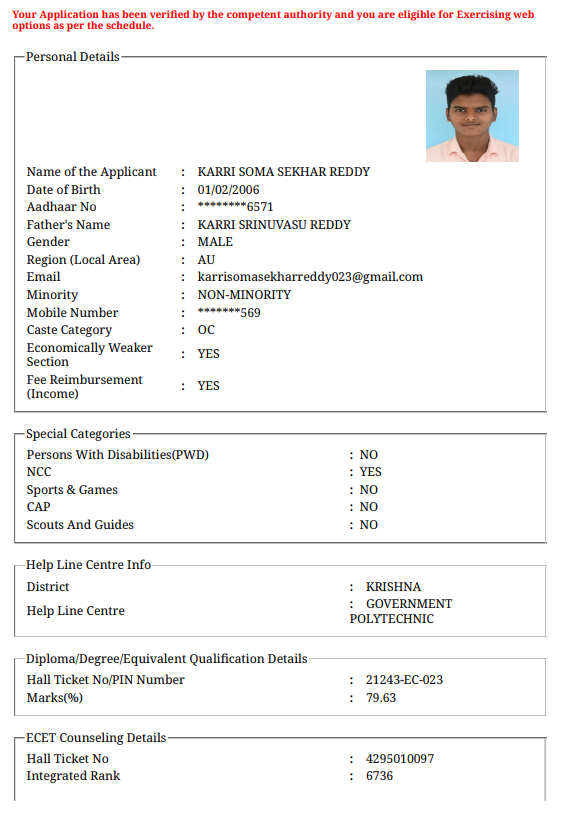 Your Application has been verified by the competent authority and you are eligible for Exercising web
options as per the schedule.
Personal Details
Name of the Applicant : KARRI SOMA SEKHAR REDDY
Date of Birth : 01/02/2006
Aadhaar No : ********6571
Father's Name : KARRI SRINUVASU REDDY
Gender : MALE
Region (Local Area) : AU
Email : karrisomasekharreddy023@gmail.com
Minority : NON-MINORITY
Mobile Number : *******569
Caste Category : OC
Economically Weaker
Section : YES
Fee Reimbursement
(Income) : YES
Special Categories
Persons With Disabilities(PWD) : NO
NCC : YES
Sports & Games : NO
CAP : NO
Scouts And Guides : NO
Help Line Centre Info
District : KRISHNA
Help Line Centre : GOVERNMENT
POLYTECHNIC
Diploma/Degree/Equivalent Qualification Details
Hall Ticket No/PIN Number : 21243-EC-023
Marks(%) : 79.63
ECET Counseling Details
Hall Ticket No : 4295010097
Integrated Rank : 6736